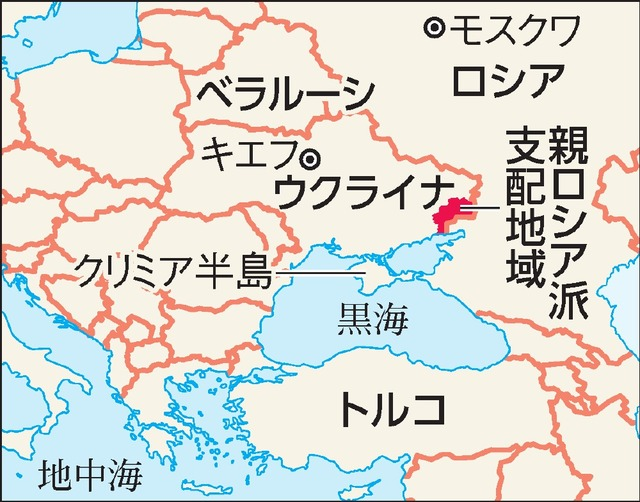 モスクワ
ロシア
ベラルーシ
キエフ
ウクライナ
親ロシア派
支配地域
クリミア半島
黒海
トルコ
地中海